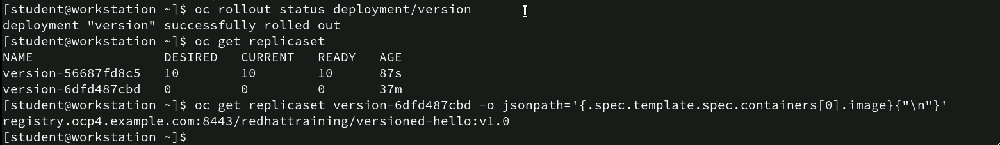 [student@workstation ~]$ oc rollout status deployment/version
deployment "version" successfully rolled out
[student@workstation ~]$ oc get replicaset
NAME                 DESIRED   CURRENT   READY   AGE
version-56687fd8c5   10        10        10      87s
version-6dfd487cbd   0         0         0       37m
[student@workstation ~]$ oc get replicaset version-6dfd487cbd -o jsonpath='{.spec.template.spec.containers[0].image}{"\n"}'
registry.ocp4.example.com:8443/redhattraining/versioned-hello:v1.0
[student@workstation ~]$